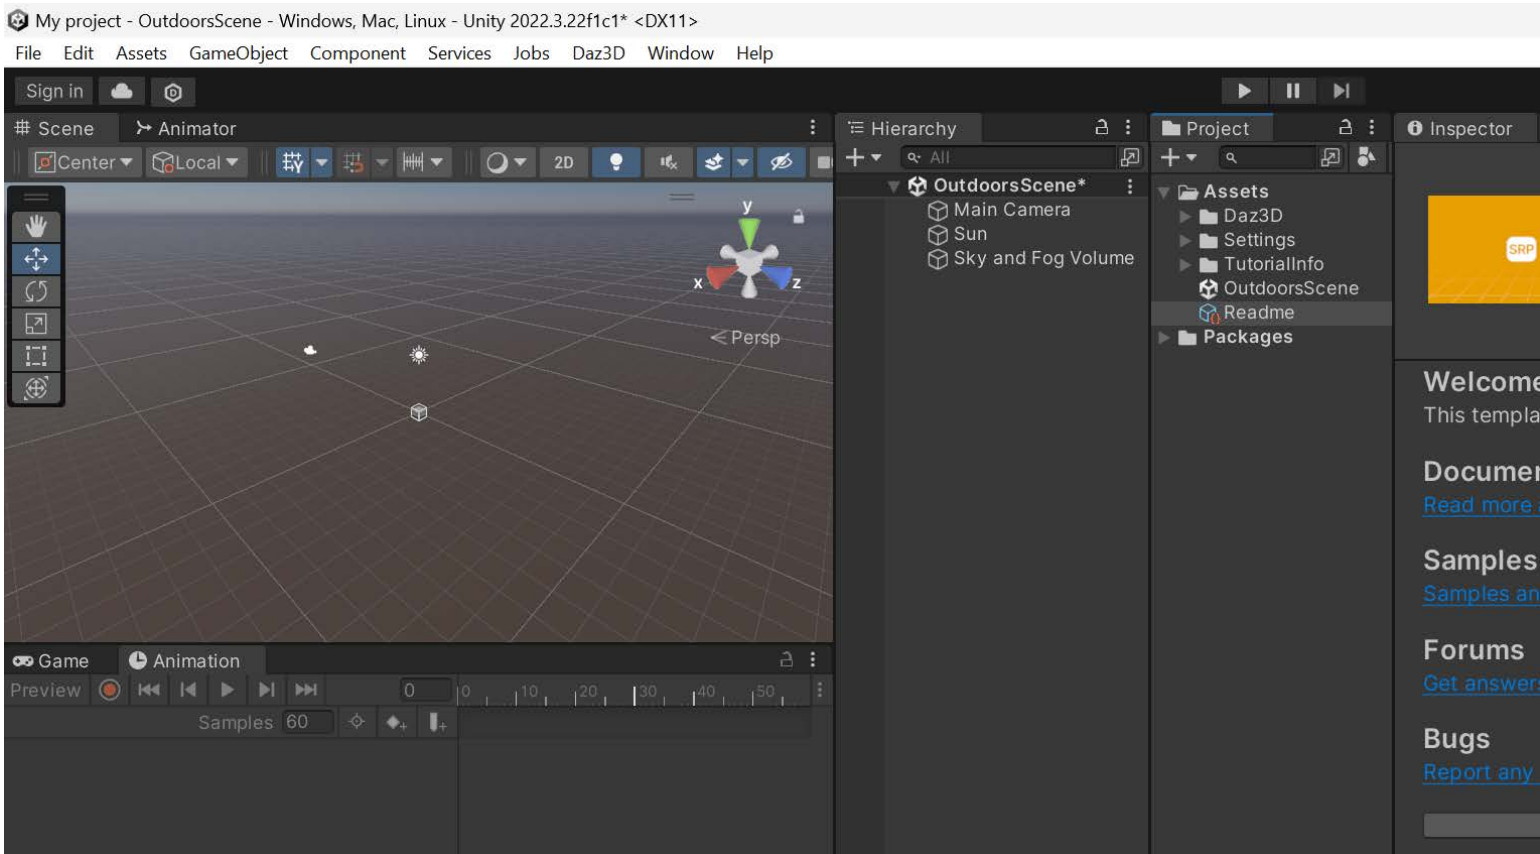 My project - OutdoorsScene - Windows, Mac, Linux - Unity 2022.3.22f1c1* <DX11>
File Edit Assets GameObject Component Services Jobs Daz3D Window Help
Sign in
Scene Animator
Center Local 2D
y
x z
Persp
Game Animation
Preview 0 0 10 20 30 40 50
Samples 60
Hierarchy
All
OutdoorsScene*
Main Camera
Sun
Sky and Fog Volume
Project
Assets
Daz3D
Settings
TutorialInfo
OutdoorsScene
Readme
Packages
Inspector
SRP
Welcome
This templa
Documen
Read more
Samples
Samples an
Forums
Get answers
Bugs
Report any